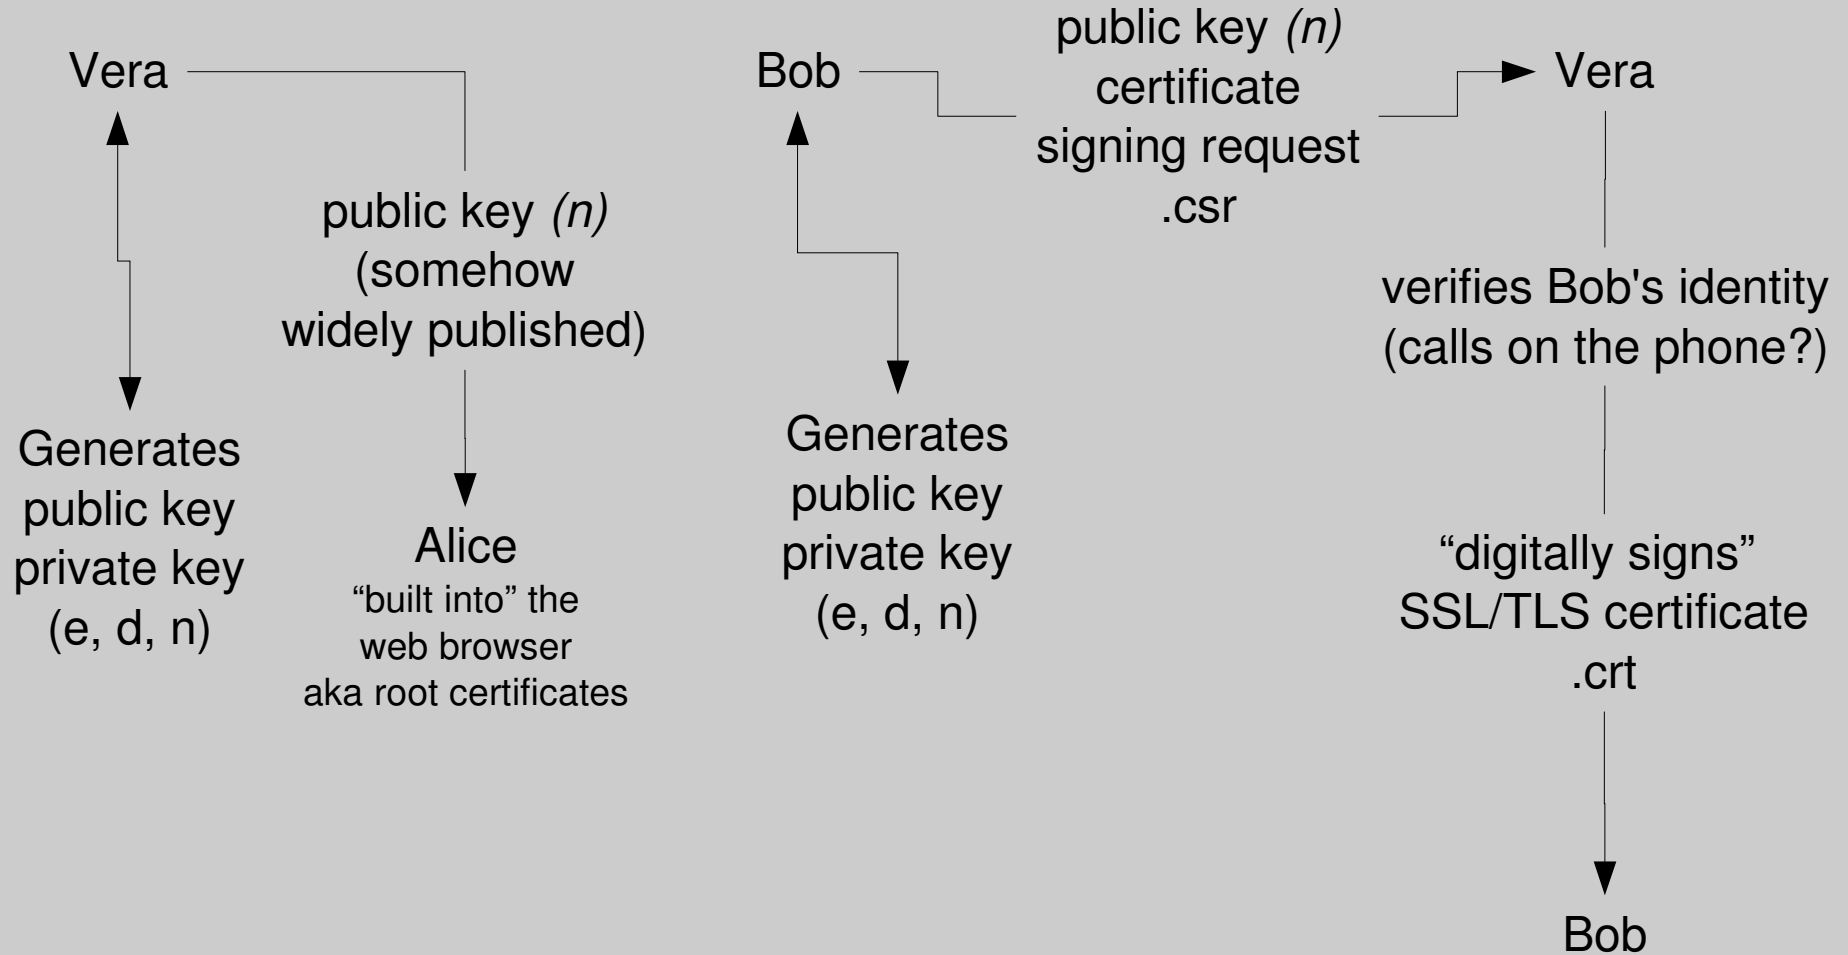 Vera
public key (n)
(somehow
widely published)
Generates
public key
private key
(e, d, n)
Alice
“built into” the
web browser
aka root certificates
Bob
public key (n)
certificate
signing request
.csr
Vera
Generates
public key
private key
(e, d, n)
verifies Bob's identity
(calls on the phone?)
“digitally signs”
SSL/TLS certificate
.crt
Bob